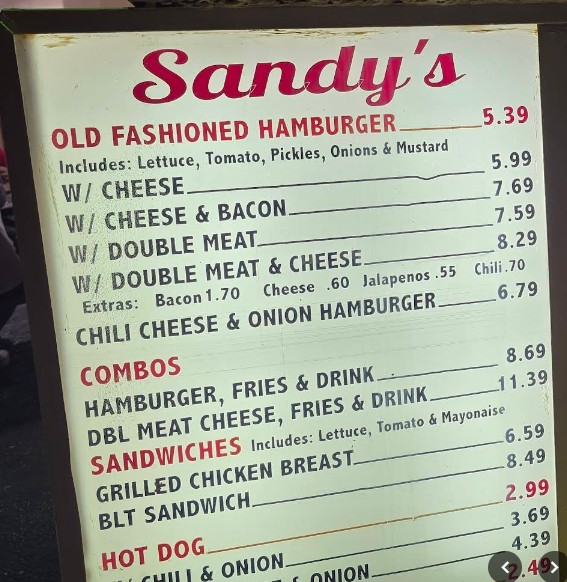 Sandy's
OLD FASHIONED HAMBURGER 5.39
Includes: Lettuce, Tomato, Pickles, Onions & Mustard
W/ CHEESE 5.99
W/ CHEESE & BACON 7.69
W/ DOUBLE MEAT 7.59
W/ DOUBLE MEAT & CHEESE 8.29
Extras: Bacon 1.70 Cheese .60 Jalapenos .55 Chili .70
CHILI CHEESE & ONION HAMBURGER 6.79
COMBOS
HAMBURGER, FRIES & DRINK 8.69
DBL MEAT CHEESE, FRIES & DRINK 11.39
SANDWICHES Includes: Lettuce, Tomato & Mayonaise
GRILLED CHICKEN BREAST 6.59
BLT SANDWICH 8.49
HOT DOG 2.99
W/ CHILI & ONION 3.69
& ONION 4.39
2.49